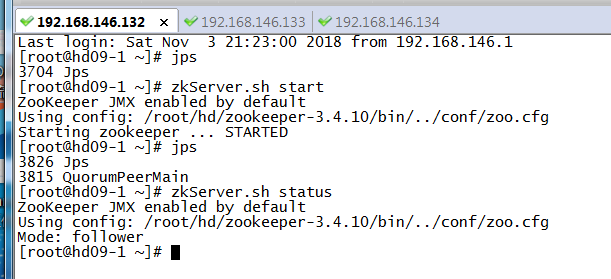 192.168.146.132 x 192.168.146.133 192.168.146.134
Last login: Sat Nov  3 21:23:00 2018 from 192.168.146.1
[root@hd09-1 ~]# jps
3704 Jps
[root@hd09-1 ~]# zkServer.sh start
ZooKeeper JMX enabled by default
Using config: /root/hd/zookeeper-3.4.10/bin/../conf/zoo.cfg
Starting zookeeper ... STARTED
[root@hd09-1 ~]# jps
3826 Jps
3815 QuorumPeerMain
[root@hd09-1 ~]# zkServer.sh status
ZooKeeper JMX enabled by default
Using config: /root/hd/zookeeper-3.4.10/bin/../conf/zoo.cfg
Mode: follower
[root@hd09-1 ~]#